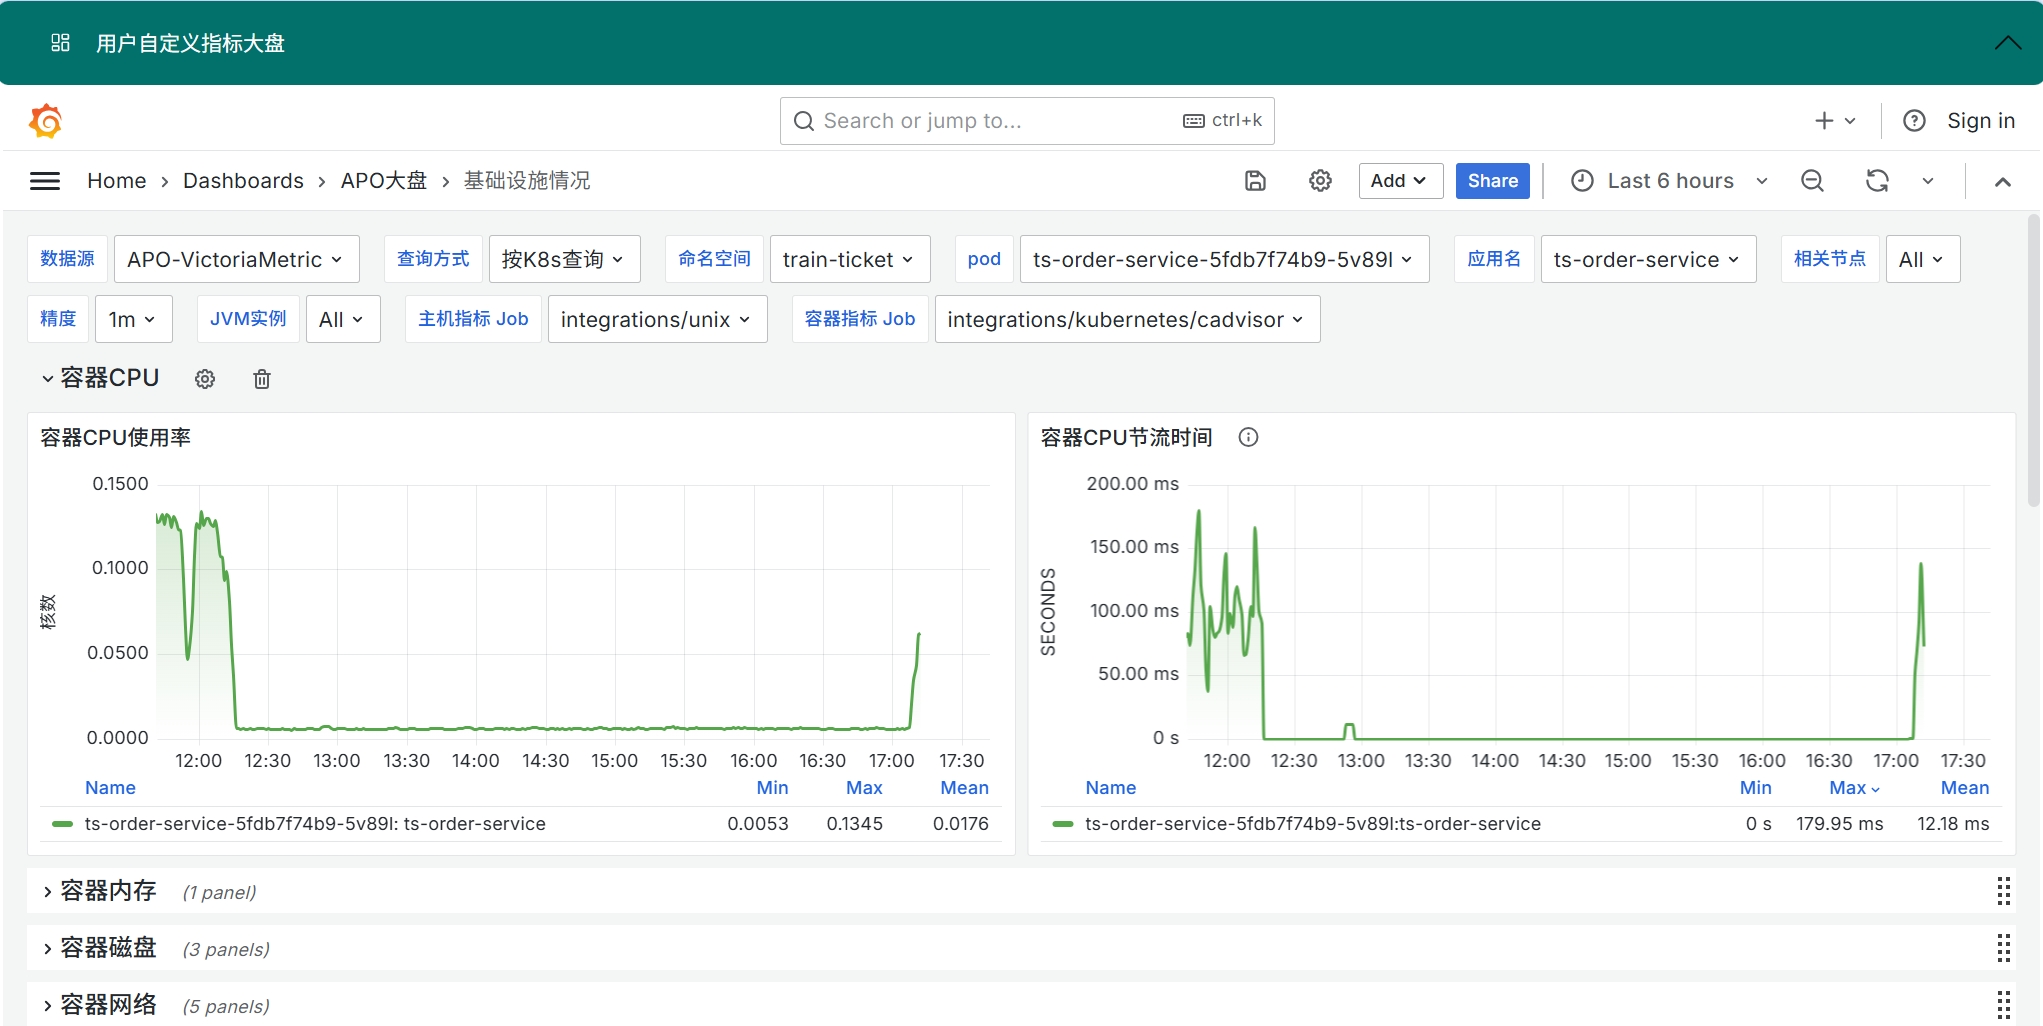 用户自定义指标大盘
Search or jump to... ctrl+k
Sign in
Home Dashboards APO大盘 基础设施情况 Add Share Last 6 hours
数据源 APO-VictoriaMetric 查询方式 按K8s查询 命名空间 train-ticket pod ts-order-service-5fdb7f74b9-5v89l 应用名 ts-order-service 相关节点 All
精度 1m JVM实例 All 主机指标 Job integrations/unix 容器指标 Job integrations/kubernetes/cadvisor
容器CPU
容器CPU使用率
0.1500
0.1000
0.0500
0.0000
核数
12:00 12:30 13:00 13:30 14:00 14:30 15:00 15:30 16:00 16:30 17:00 17:30
Name Min Max Mean
ts-order-service-5fdb7f74b9-5v89l: ts-order-service 0.0053 0.1345 0.0176
容器CPU节流时间
200.00 ms
150.00 ms
100.00 ms
50.00 ms
0 s
SECONDS
12:00 12:30 13:00 13:30 14:00 14:30 15:00 15:30 16:00 16:30 17:00 17:30
Name Min Max Mean
ts-order-service-5fdb7f74b9-5v89l:ts-order-service 0 s 179.95 ms 12.18 ms
容器内存 (1 panel)
容器磁盘 (3 panels)
容器网络 (5 panels)